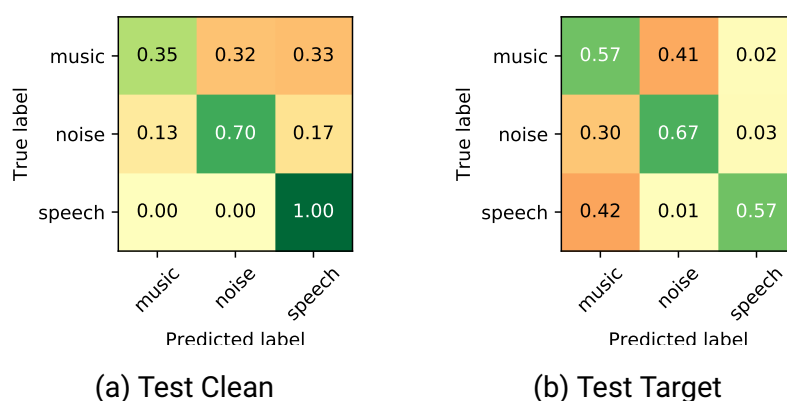 True label
music 0.35 0.32 0.33
noise 0.13 0.70 0.17
speech 0.00 0.00 1.00
music noise speech
Predicted label
(a) Test Clean
True label
music 0.57 0.41 0.02
noise 0.30 0.67 0.03
speech 0.42 0.01 0.57
music noise speech
Predicted label
(b) Test Target